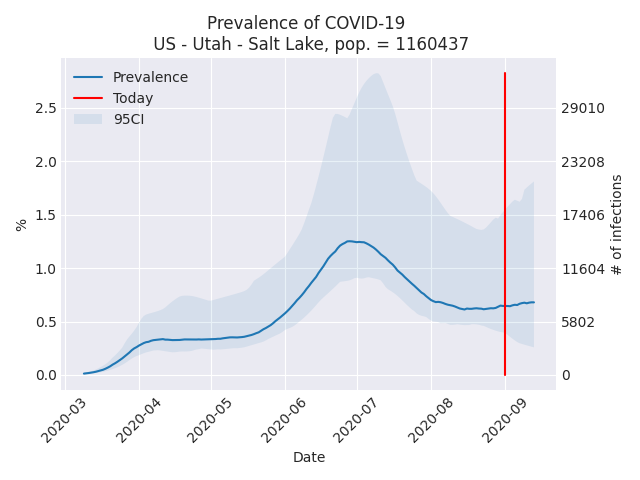 Prevalence of COVID-19
US - Utah - Salt Lake, pop. = 1160437
Prevalence
Today
95CI
2.5
2.0
1.5
1.0
0.5
0.0
%
29010
23208
17406
11604
5802
0
# of infections
2020-03
2020-04
2020-05
2020-06
2020-07
2020-08
2020-09
Date